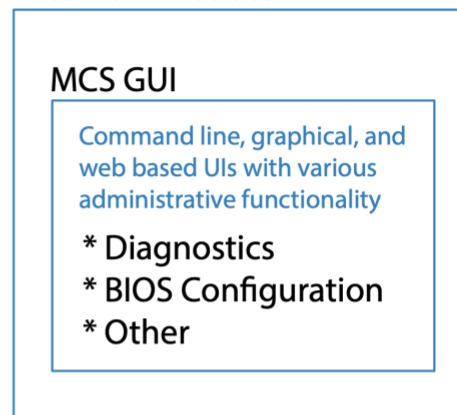 MCS GUI
Command line, graphical, and
web based UIs with various
administrative functionality
* Diagnostics
* BIOS Configuration
* Other